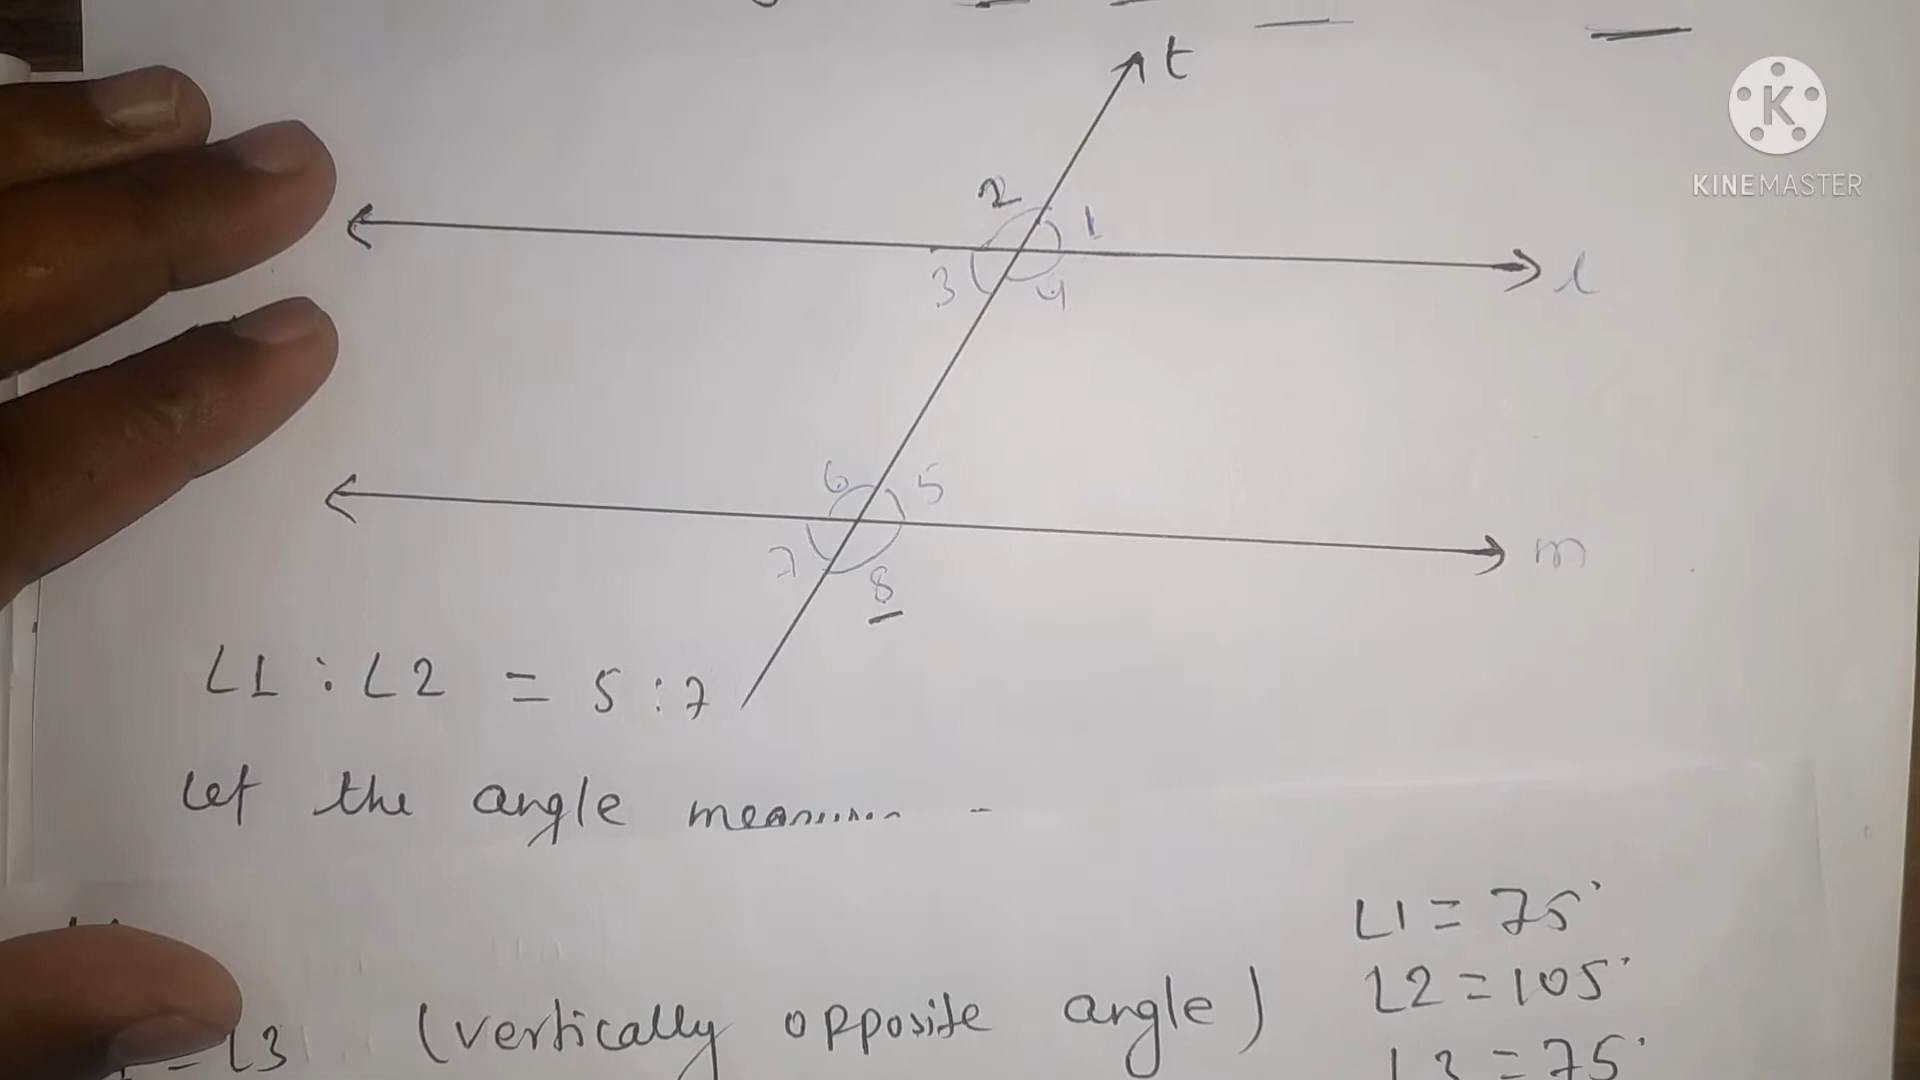 t
K
KINEMASTER
2 1
3 4
l
6 5
m
7
8
∠1 : ∠2 = 5 : 7
Let the angle
∠1 = 75°
∠2 = 105°
= ∠3 (vertically opposite angle)
∠3 = 75°